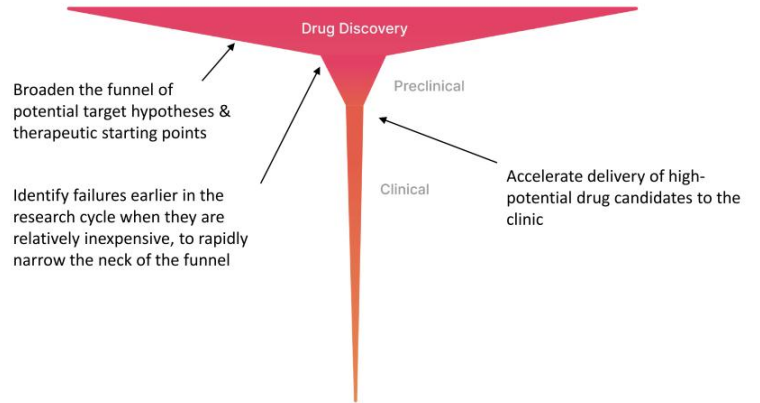 Drug Discovery
Broaden the funnel of
potential target hypotheses &
therapeutic starting points
Preclinical
Identify failures earlier in the
research cycle when they are
relatively inexpensive, to rapidly
narrow the neck of the funnel
Clinical
Accelerate delivery of high-
potential drug candidates to the
clinic